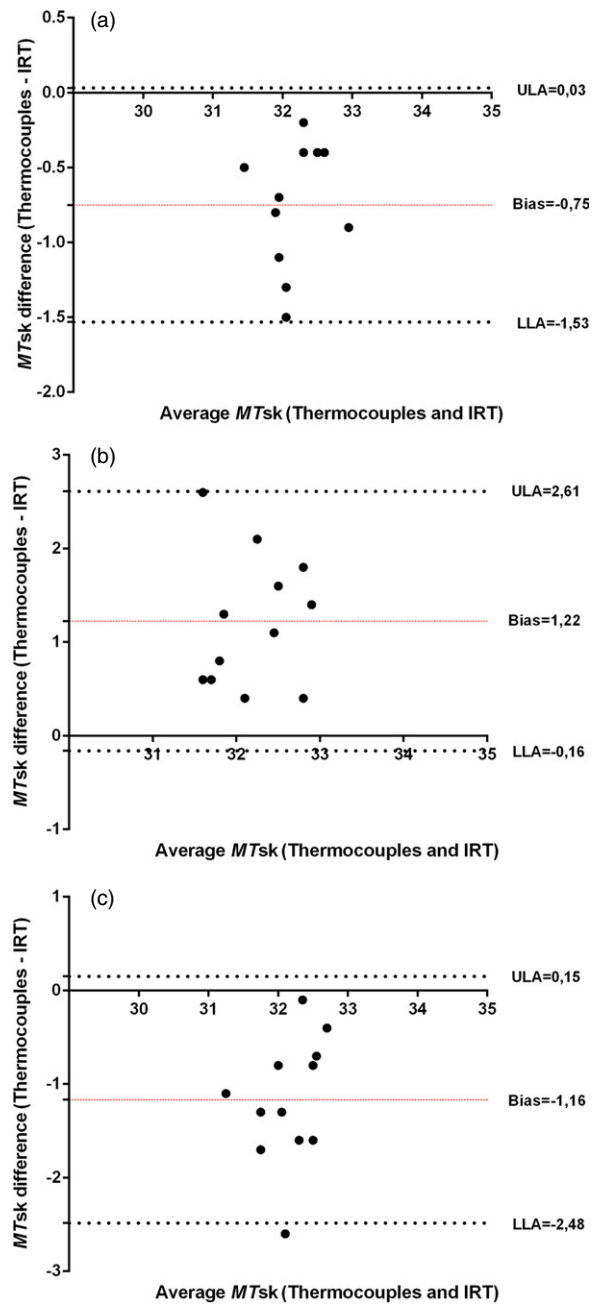 (a)
MTsk difference (Thermocouples - IRT)
0.5
0.0
-0.5
-1.0
-1.5
-2.0
30 31 32 33 34 35
ULA=0,03
Bias=-0,75
LLA=-1,53
Average MTsk (Thermocouples and IRT)
(b)
MTsk difference (Thermocouples - IRT)
3
2
1
0
-1
31 32 33 34 35
ULA=2,61
Bias=1,22
LLA=-0,16
Average MTsk (Thermocouples and IRT)
(c)
MTsk difference (Thermocouples - IRT)
1
0
-1
-2
-3
30 31 32 33 34 35
ULA=0,15
Bias=-1,16
LLA=-2,48
Average MTsk (Thermocouples and IRT)